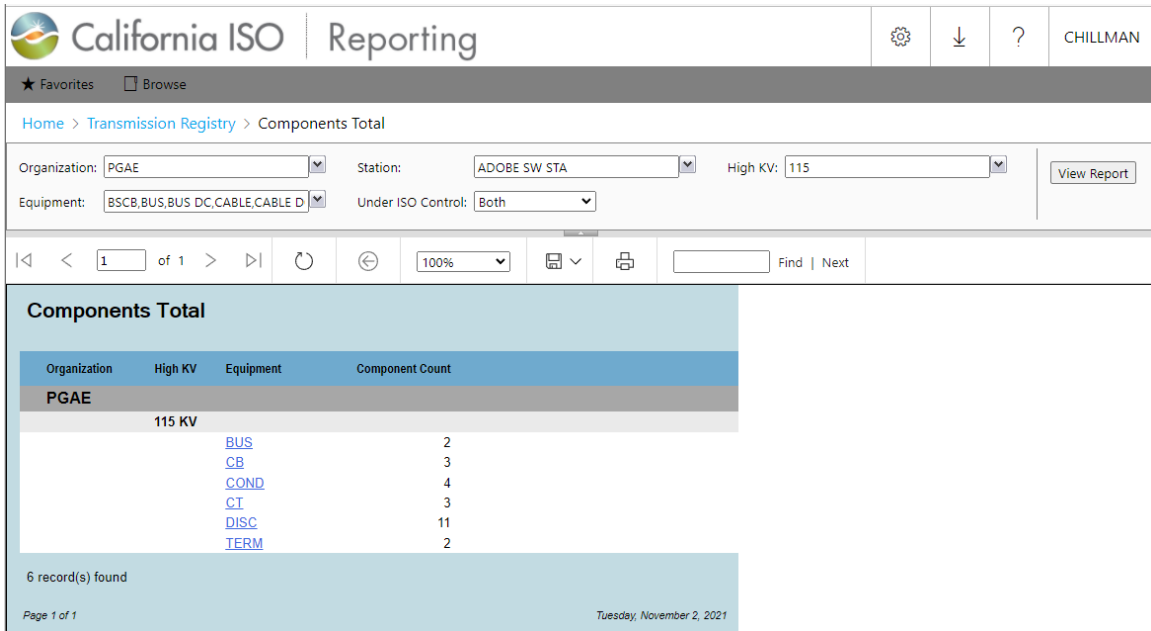 California ISO Reporting CHILLMAN
Favorites Browse
Home > Transmission Registry > Components Total
Organization: PGAE Station: ADOBE SW STA High KV: 115 View Report
Equipment: BSCB,BUS,BUS DC,CABLE,CABLE D Under ISO Control: Both
1 of 1 100% Find | Next
Components Total
Organization High KV Equipment Component Count
PGAE
115 KV
BUS 2
CB 3
COND 4
CT 3
DISC 11
TERM 2
6 record(s) found
Page 1 of 1 Tuesday, November 2, 2021